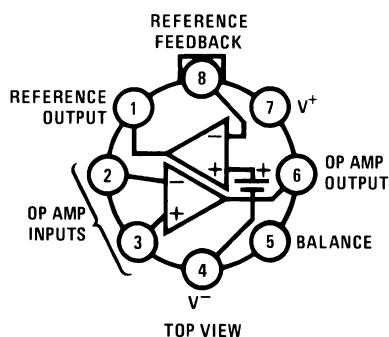 REFERENCE
FEEDBACK
8
REFERENCE
OUTPUT
1
7
V+
−
+
+
2
−
6
OP AMP
OUTPUT
OP AMP
INPUTS
+
3
5
BALANCE
4
V−
TOP VIEW